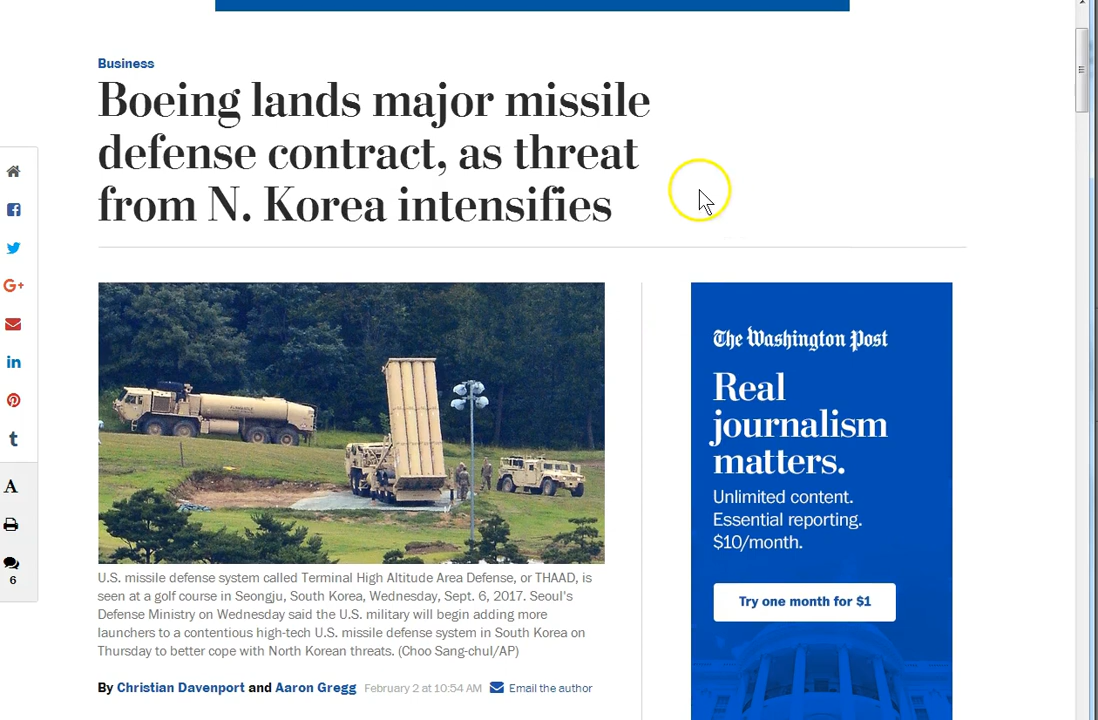 Business
Boeing lands major missile
defense contract, as threat
from N. Korea intensifies
U.S. missile defense system called Terminal High Altitude Area Defense, or THAAD, is
seen at a golf course in Seongju, South Korea, Wednesday, Sept. 6, 2017. Seoul's
Defense Ministry on Wednesday said the U.S. military will begin adding more
launchers to a contentious high-tech U.S. missile defense system in South Korea on
Thursday to better cope with North Korean threats. (Choo Sang-chul/AP)
By Christian Davenport and Aaron Gregg February 2 at 10:54 AM Email the author
The Washington Post
Real
journalism
matters.
Unlimited content.
Essential reporting.
$10/month.
Try one month for $1
G+
in
t
A
6